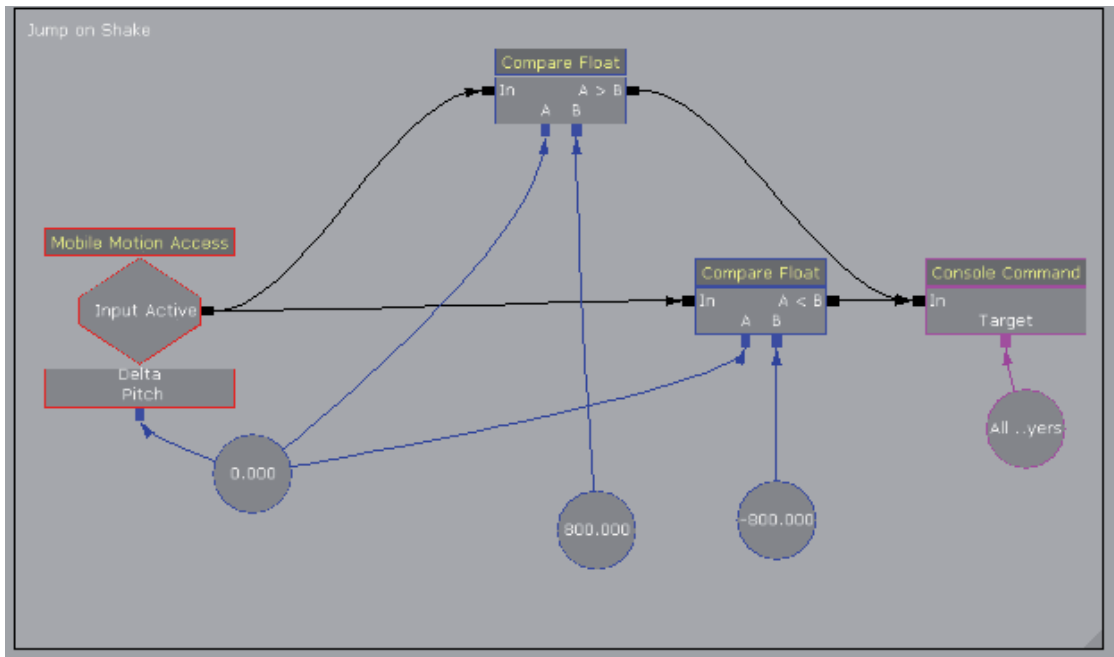 Jump on Shake
Compare Float
In A > B
A B
Mobile Motion Access
Input Active
Delta
Pitch
Compare Float
In A < B
A B
Console Command
In
Target
0.000
800.000
-800.000
All ..yers